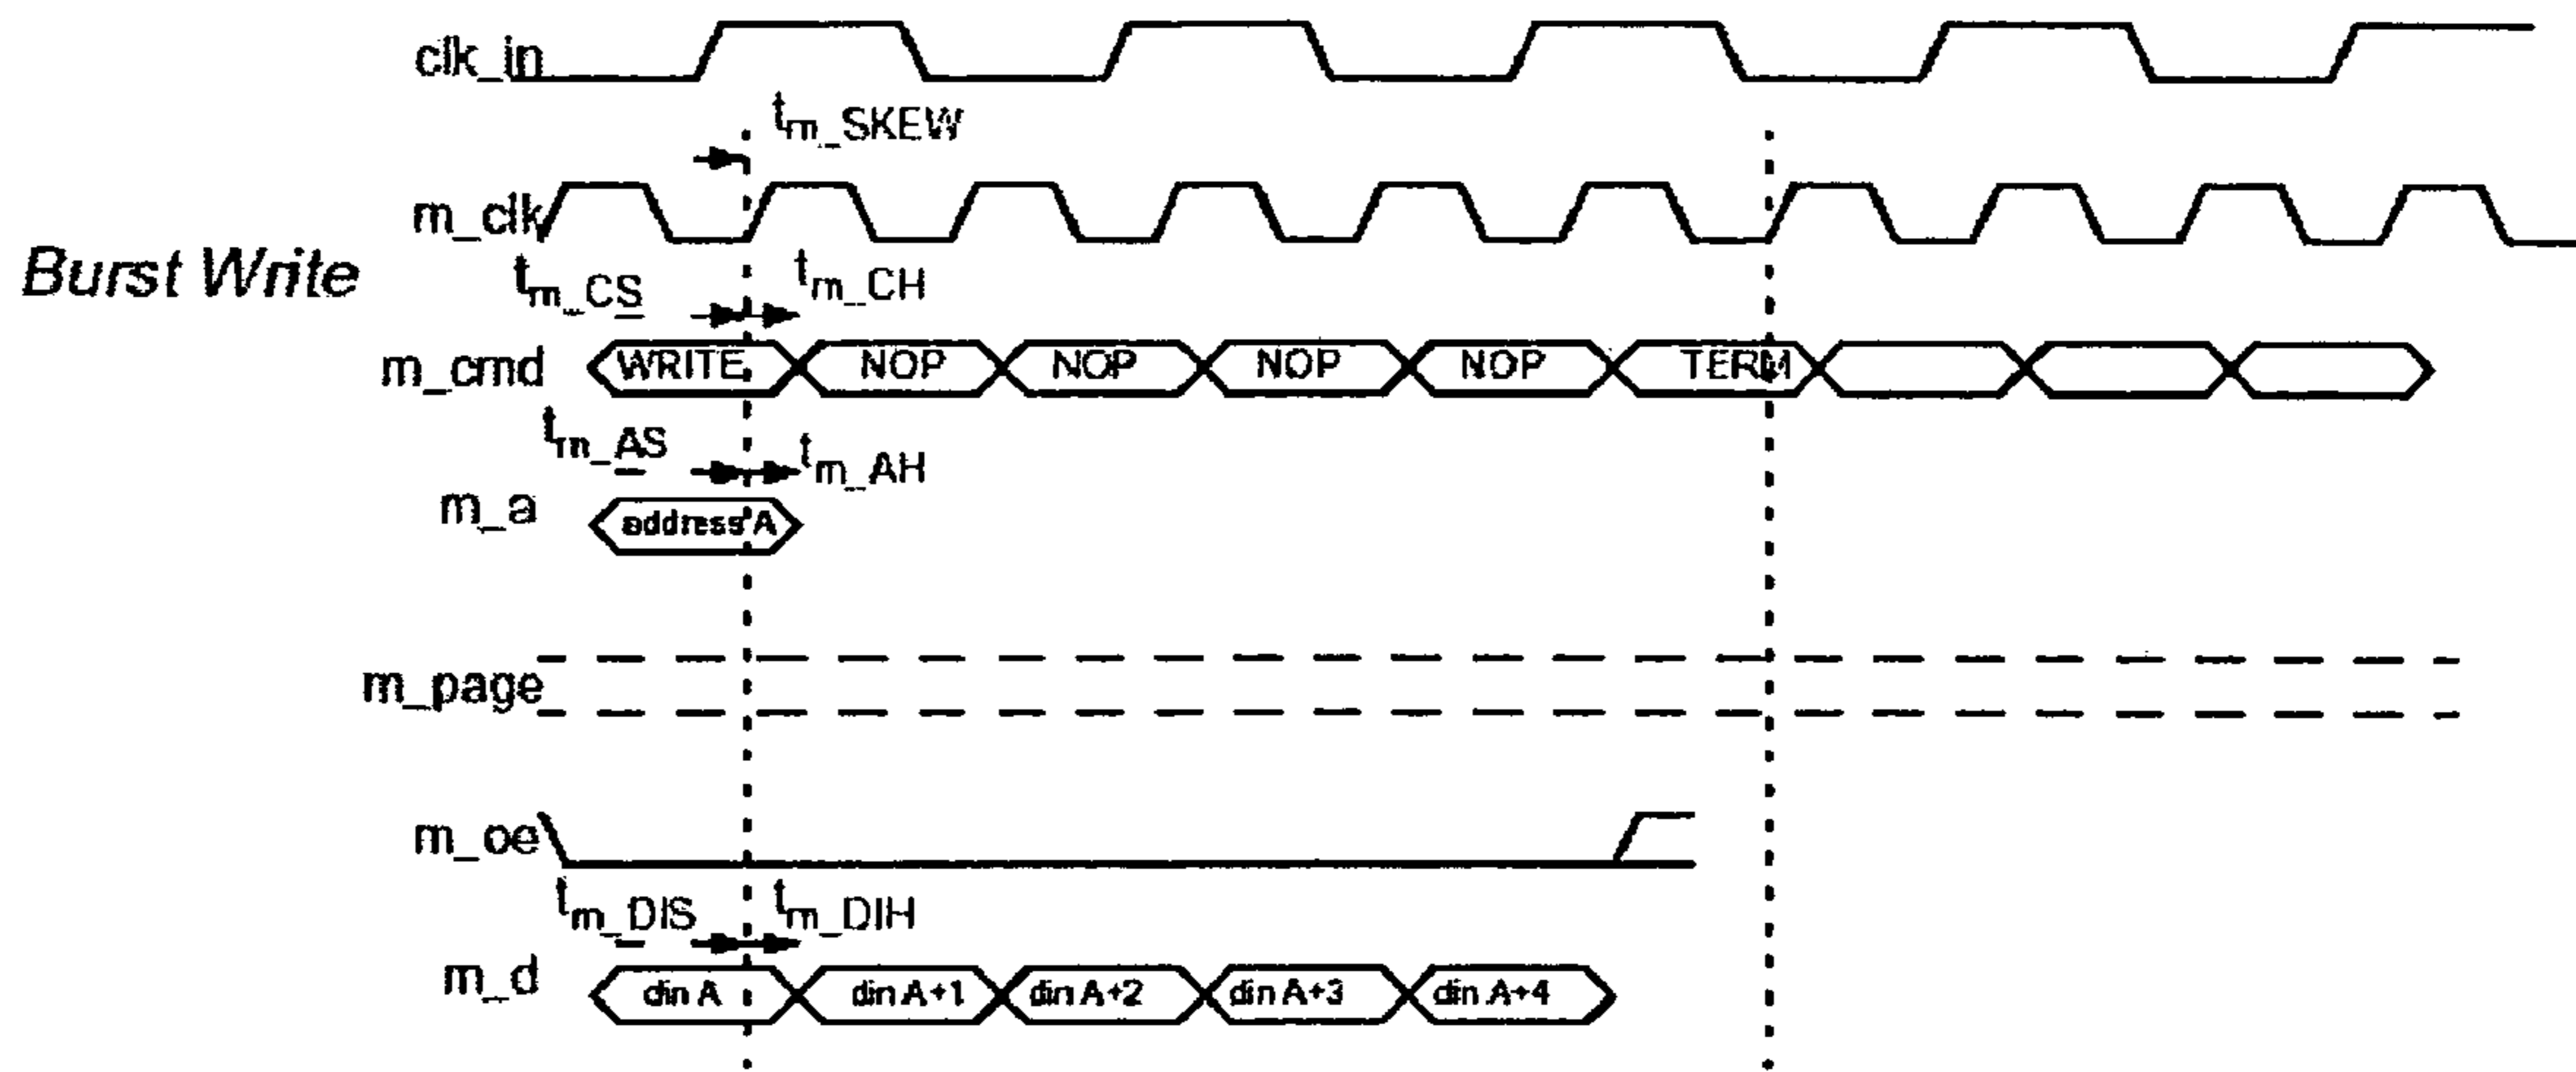 clk_in
t_m_SKEW
m_clk
Burst Write
t_m_CS t_m_CH
m_cmd WRITE NOP NOP NOP NOP TERM
t_m_AS t_m_AH
m_a address A
m_page
m_oe
t_m_DIS t_m_DIH
m_d din A din A+1 din A+2 din A+3 din A+4